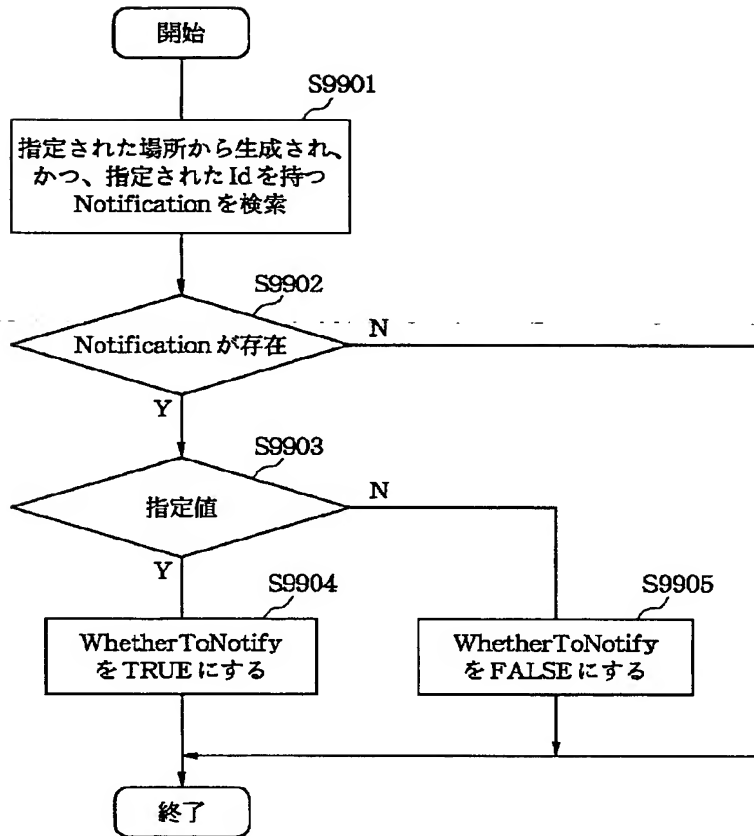 開始
S9901
指定された場所から生成され、
かつ、指定されたIdを持つ
Notificationを検索
S9902
Notificationが存在
N
Y
S9903
指定値
N
Y
S9904
WhetherToNotify
をTRUEにする
S9905
WhetherToNotify
をFALSEにする
終了